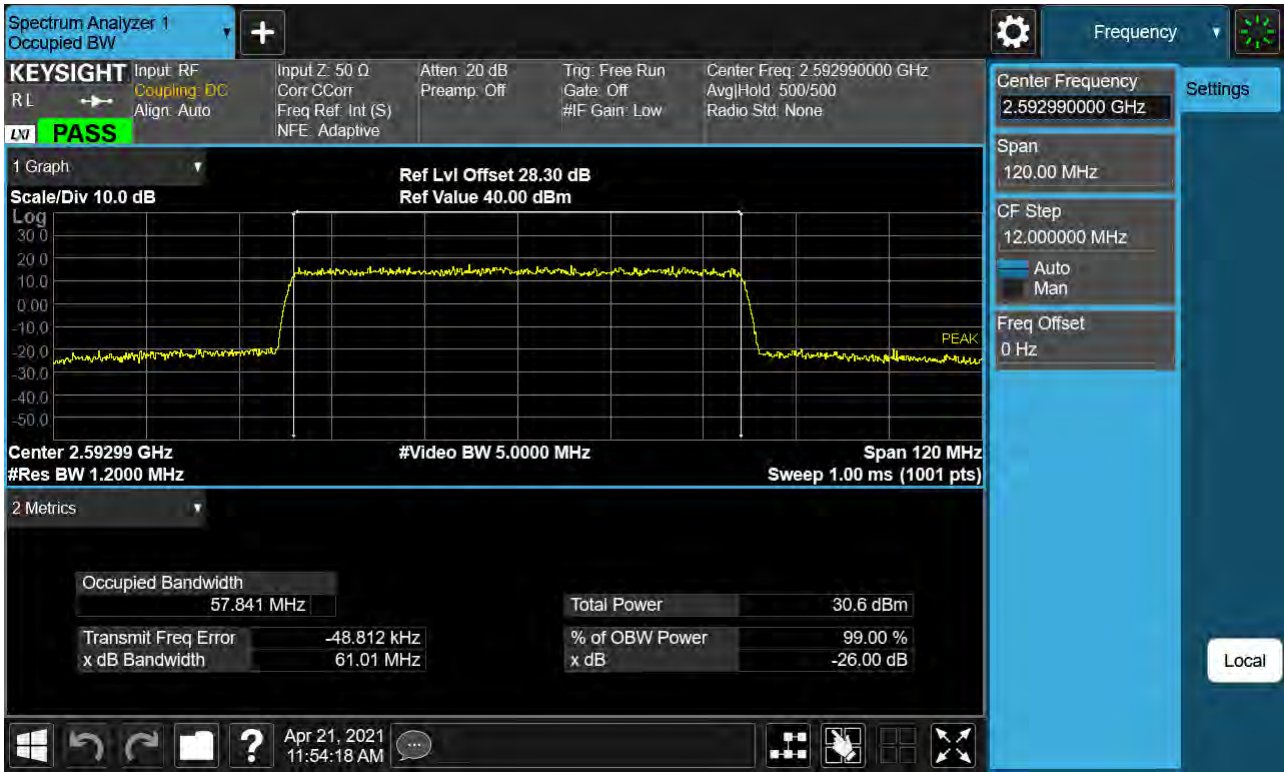 Spectrum Analyzer 1
Occupied BW
+
Frequency
KEYSIGHT
RL
LXI PASS
Input: RF
Coupling: DC
Align: Auto
Input Z: 50 Ω
Corr CCorr
Freq Ref: Int (S)
NFE: Adaptive
Atten: 20 dB
Preamp: Off
Trig: Free Run
Gate: Off
#IF Gain: Low
Center Freq: 2.592990000 GHz
Avg|Hold: 500/500
Radio Std: None
Center Frequency
2.592990000 GHz
Settings
Span
120.00 MHz
CF Step
12.000000 MHz
Auto
Man
Freq Offset
0 Hz
1 Graph
Scale/Div 10.0 dB
Ref Lvl Offset 28.30 dB
Ref Value 40.00 dBm
Log
30.0
20.0
10.0
0.00
-10.0
-20.0
-30.0
-40.0
-50.0
PEAK
Center 2.59299 GHz
#Video BW 5.0000 MHz
Span 120 MHz
#Res BW 1.2000 MHz
Sweep 1.00 ms (1001 pts)
2 Metrics
Occupied Bandwidth
57.841 MHz
Total Power 30.6 dBm
Transmit Freq Error -48.812 kHz
% of OBW Power 99.00 %
x dB Bandwidth 61.01 MHz
x dB -26.00 dB
Local
?
Apr 21, 2021
11:54:18 AM